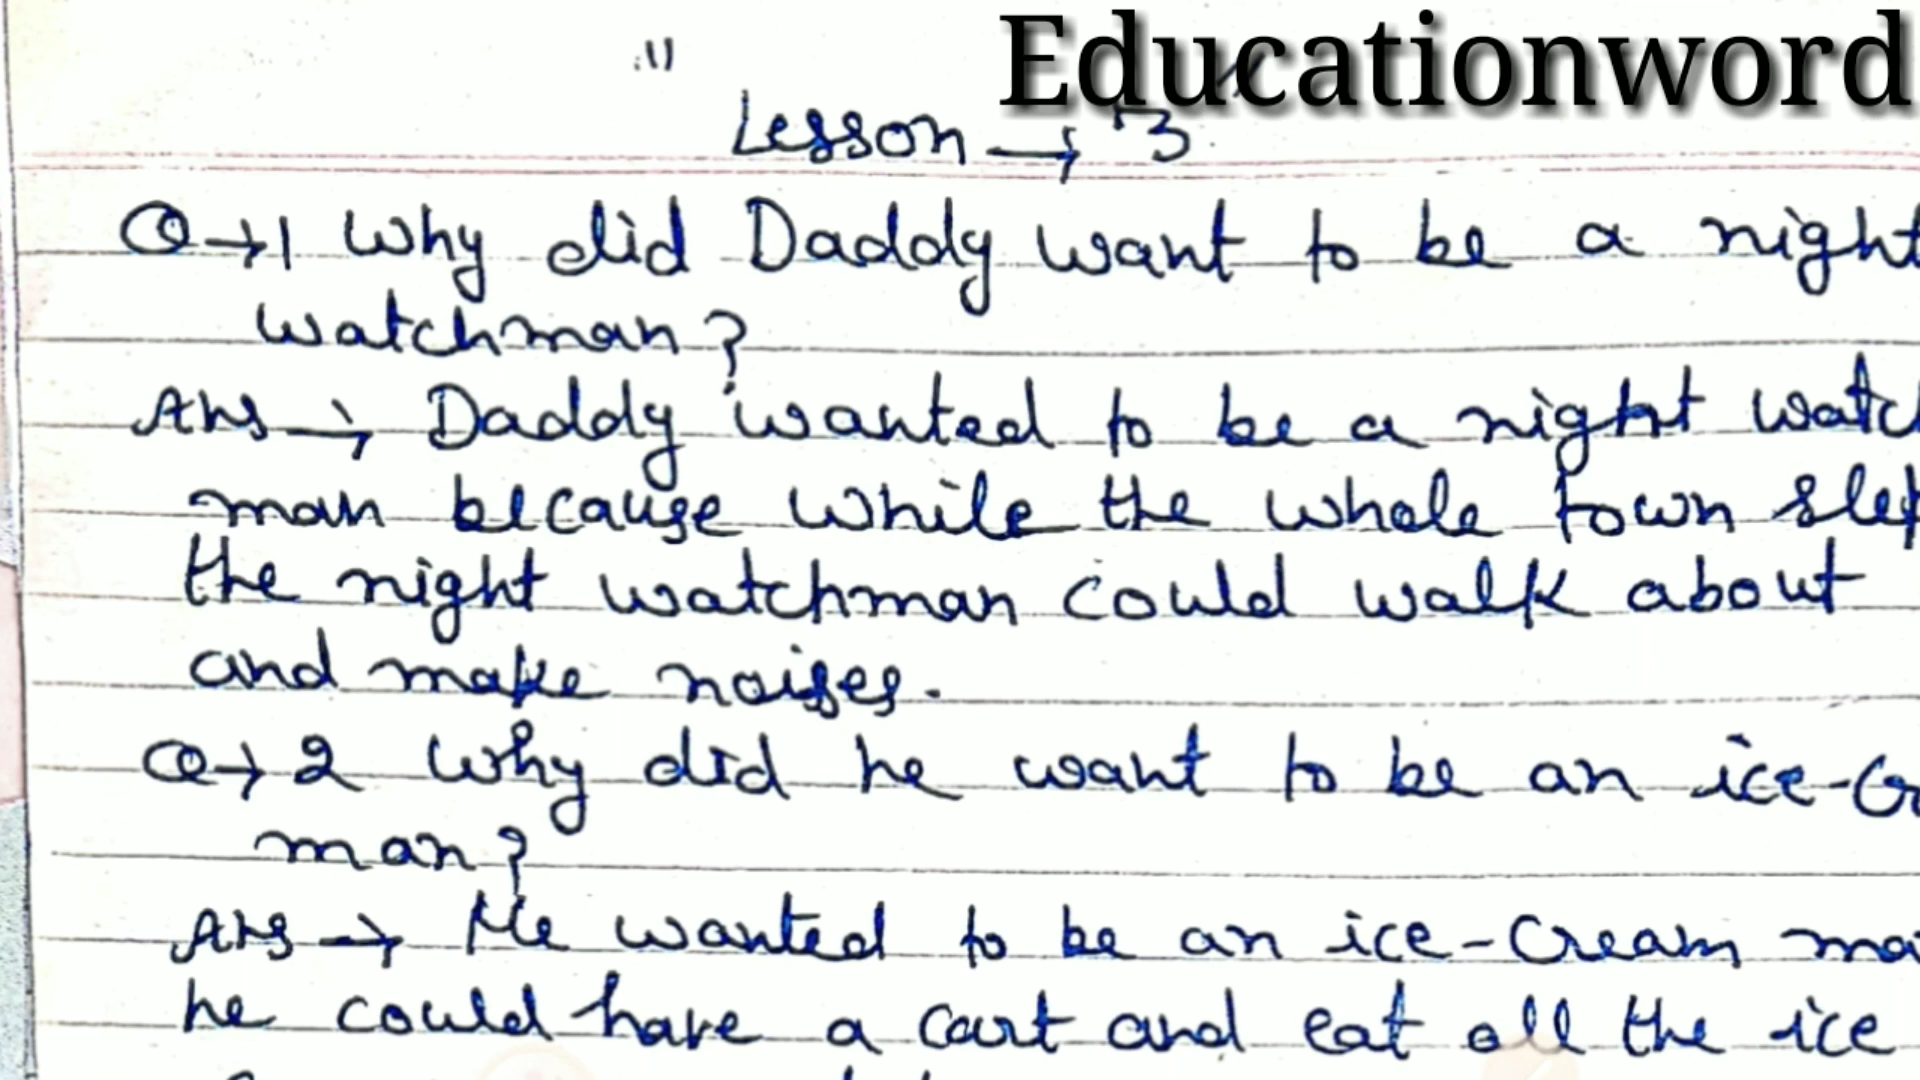 Educationword
Lesson → 3
Q→1 Why did Daddy want to be a night
watchman?
Ans → Daddy wanted to be a night watch
man because while the whole town slep
the night watchman could walk about
and make noises.
Q→2 Why did he want to be an ice-Cr
man?
Ans → He wanted to be an ice-Cream ma
he could have a cart and eat all the ice